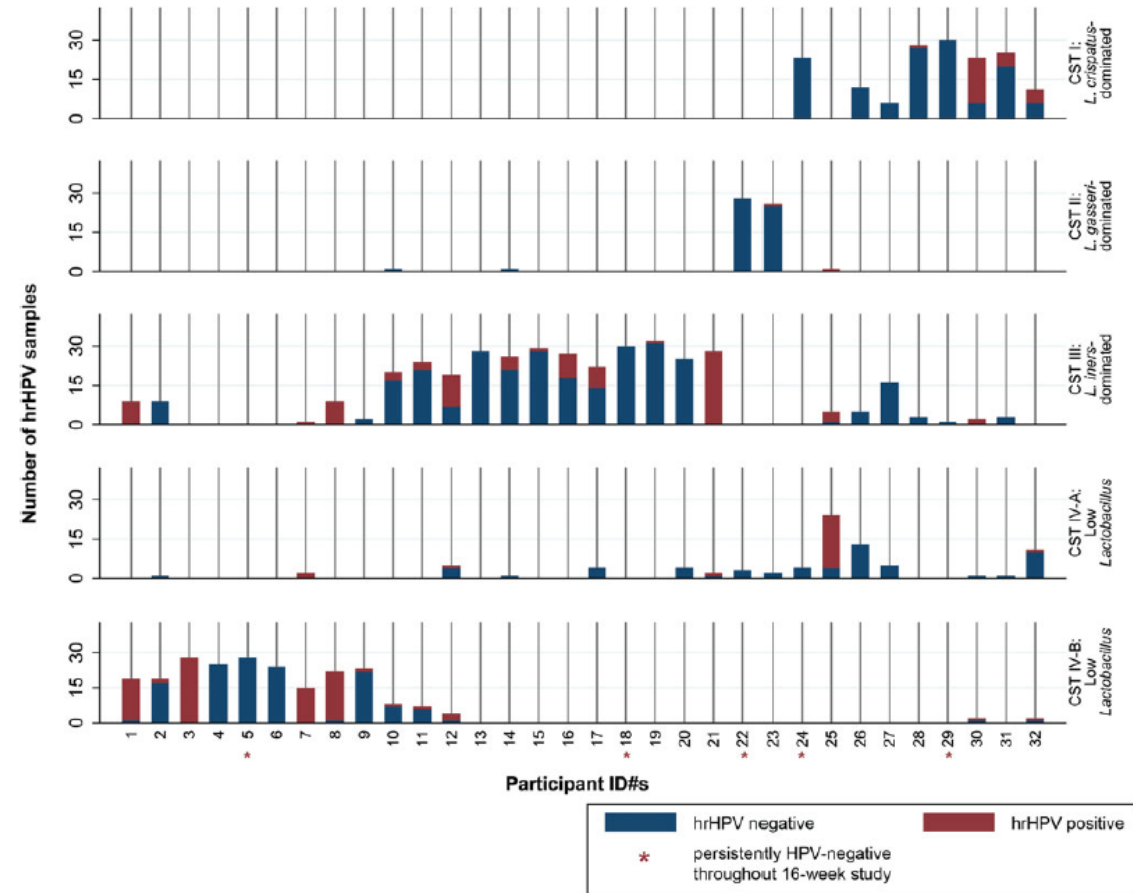 Number of hrHPV samples
30
15
0
CST I:
L. crispatus-
dominated
30
15
0
CST II:
L. gasseri-
dominated
30
15
0
CST III:
L. iners-
dominated
30
15
0
CST IV-A:
Low
Lactobacillus
30
15
0
CST IV-B:
Low
Lactobacillus
1 2 3 4 5 6 7 8 9 10 11 12 13 14 15 16 17 18 19 20 21 22 23 24 25 26 27 28 29 30 31 32
* * * * *
Participant ID#s
hrHPV negative hrHPV positive
* persistently HPV-negative
throughout 16-week study